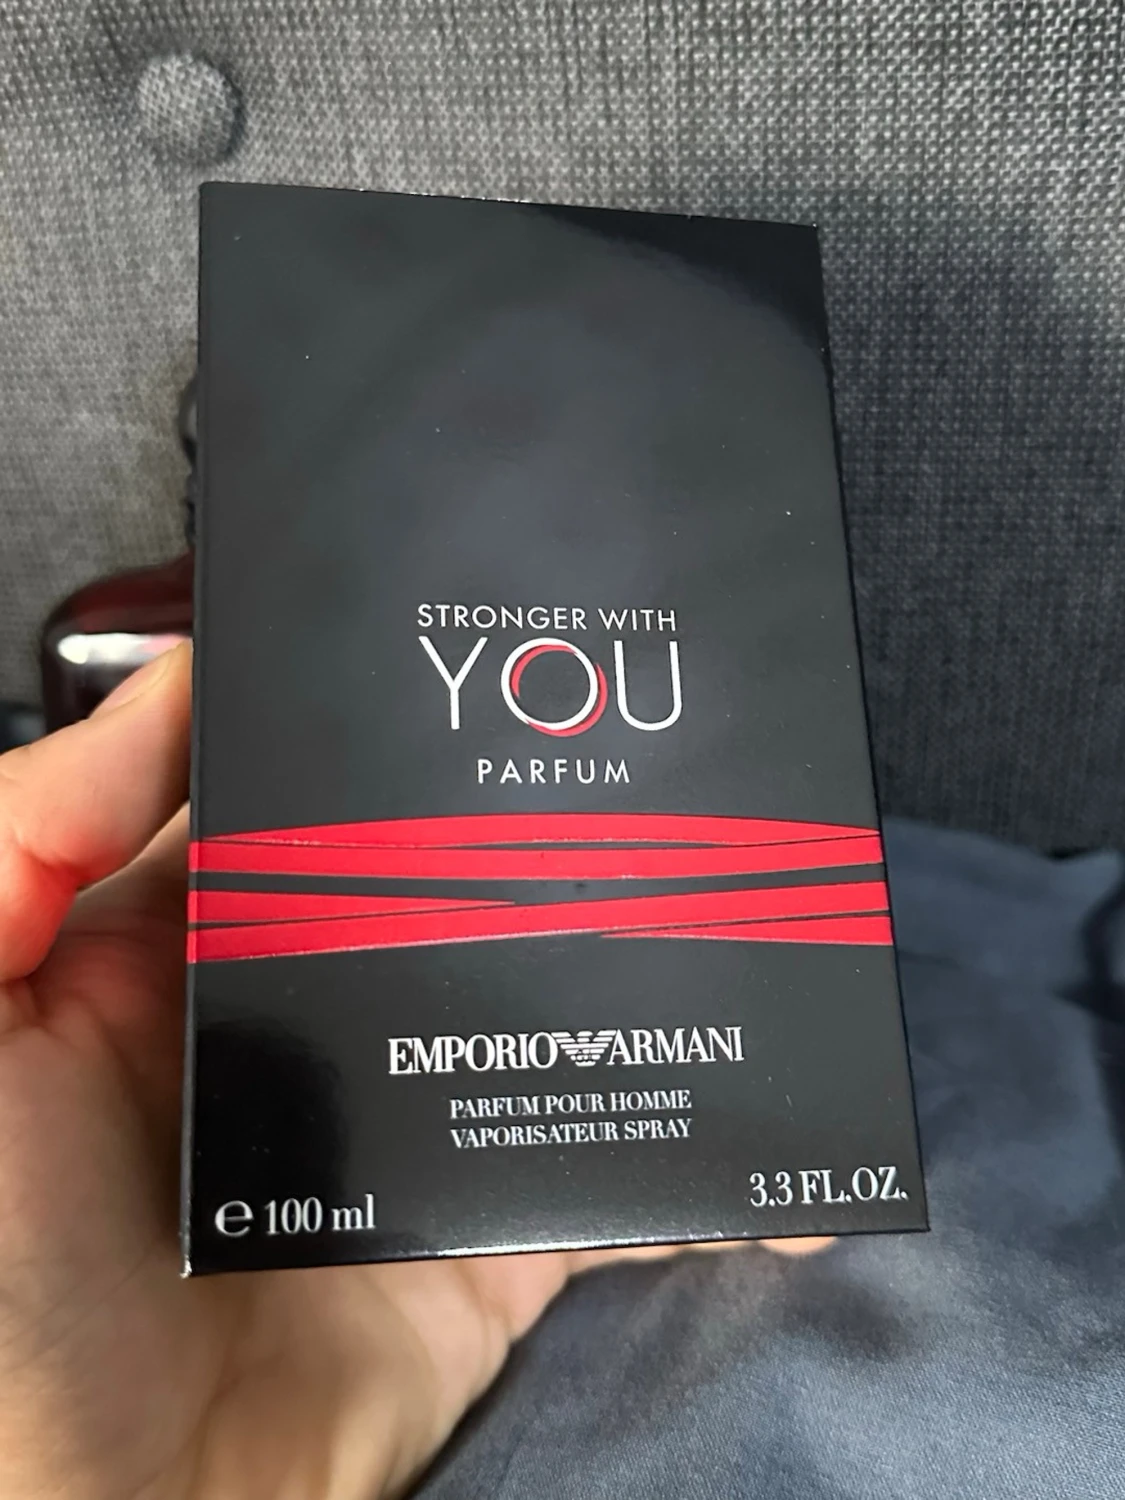 STRONGER WITH
YOU
PARFUM
EMPORIO ARMANI
PARFUM POUR HOMME
VAPORISATEUR SPRAY
℮ 100 ml
3.3 FL.OZ.